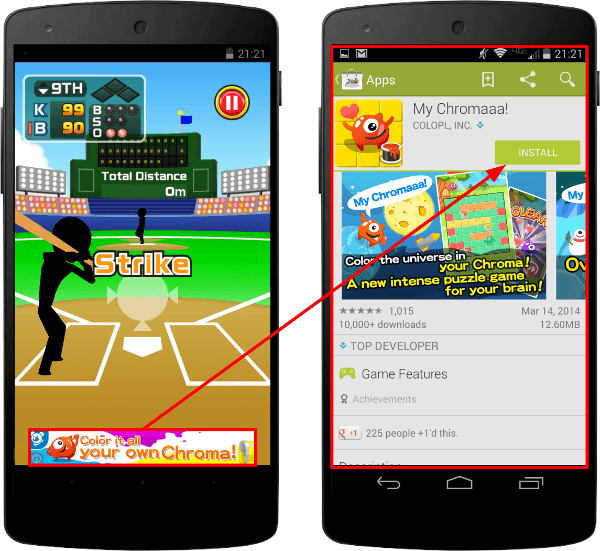 21:21
9TH
K 99
B
I B 90
S
O
Total Distance
0m
Strike
Color it all
your own Chroma!
21:21
Apps
My Chromaaa!
COLOPL, INC.
INSTALL
My Chromaaa!
CLEAR
Color the universe in
your Chroma!
A new intense puzzle game
for your brain!
Ov
1,015
Mar 14, 2014
10,000+ downloads
12.60MB
TOP DEVELOPER
Game Features
Achievements
+1
225 people +1'd this.
Description